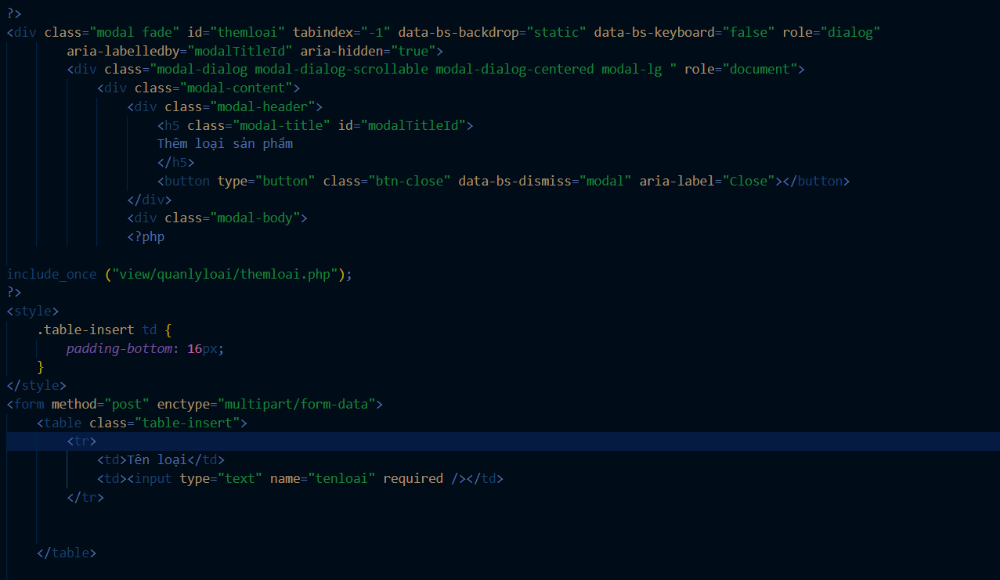 ?>
<div class="modal fade" id="themloai" tabindex="-1" data-bs-backdrop="static" data-bs-keyboard="false" role="dialog"
aria-labelledby="modalTitleId" aria-hidden="true">
<div class="modal-dialog modal-dialog-scrollable modal-dialog-centered modal-lg " role="document">
<div class="modal-content">
<div class="modal-header">
<h5 class="modal-title" id="modalTitleId">
Thêm loại sản phẩm
</h5>
<button type="button" class="btn-close" data-bs-dismiss="modal" aria-label="Close"></button>
</div>
<div class="modal-body">
<?php
include_once ("view/quanlyloai/themloai.php");
?>
<style>
.table-insert td {
padding-bottom: 16px;
}
</style>
<form method="post" enctype="multipart/form-data">
<table class="table-insert">
<tr>
<td>Tên loại</td>
<td><input type="text" name="tenloai" required /></td>
</tr>
</table>